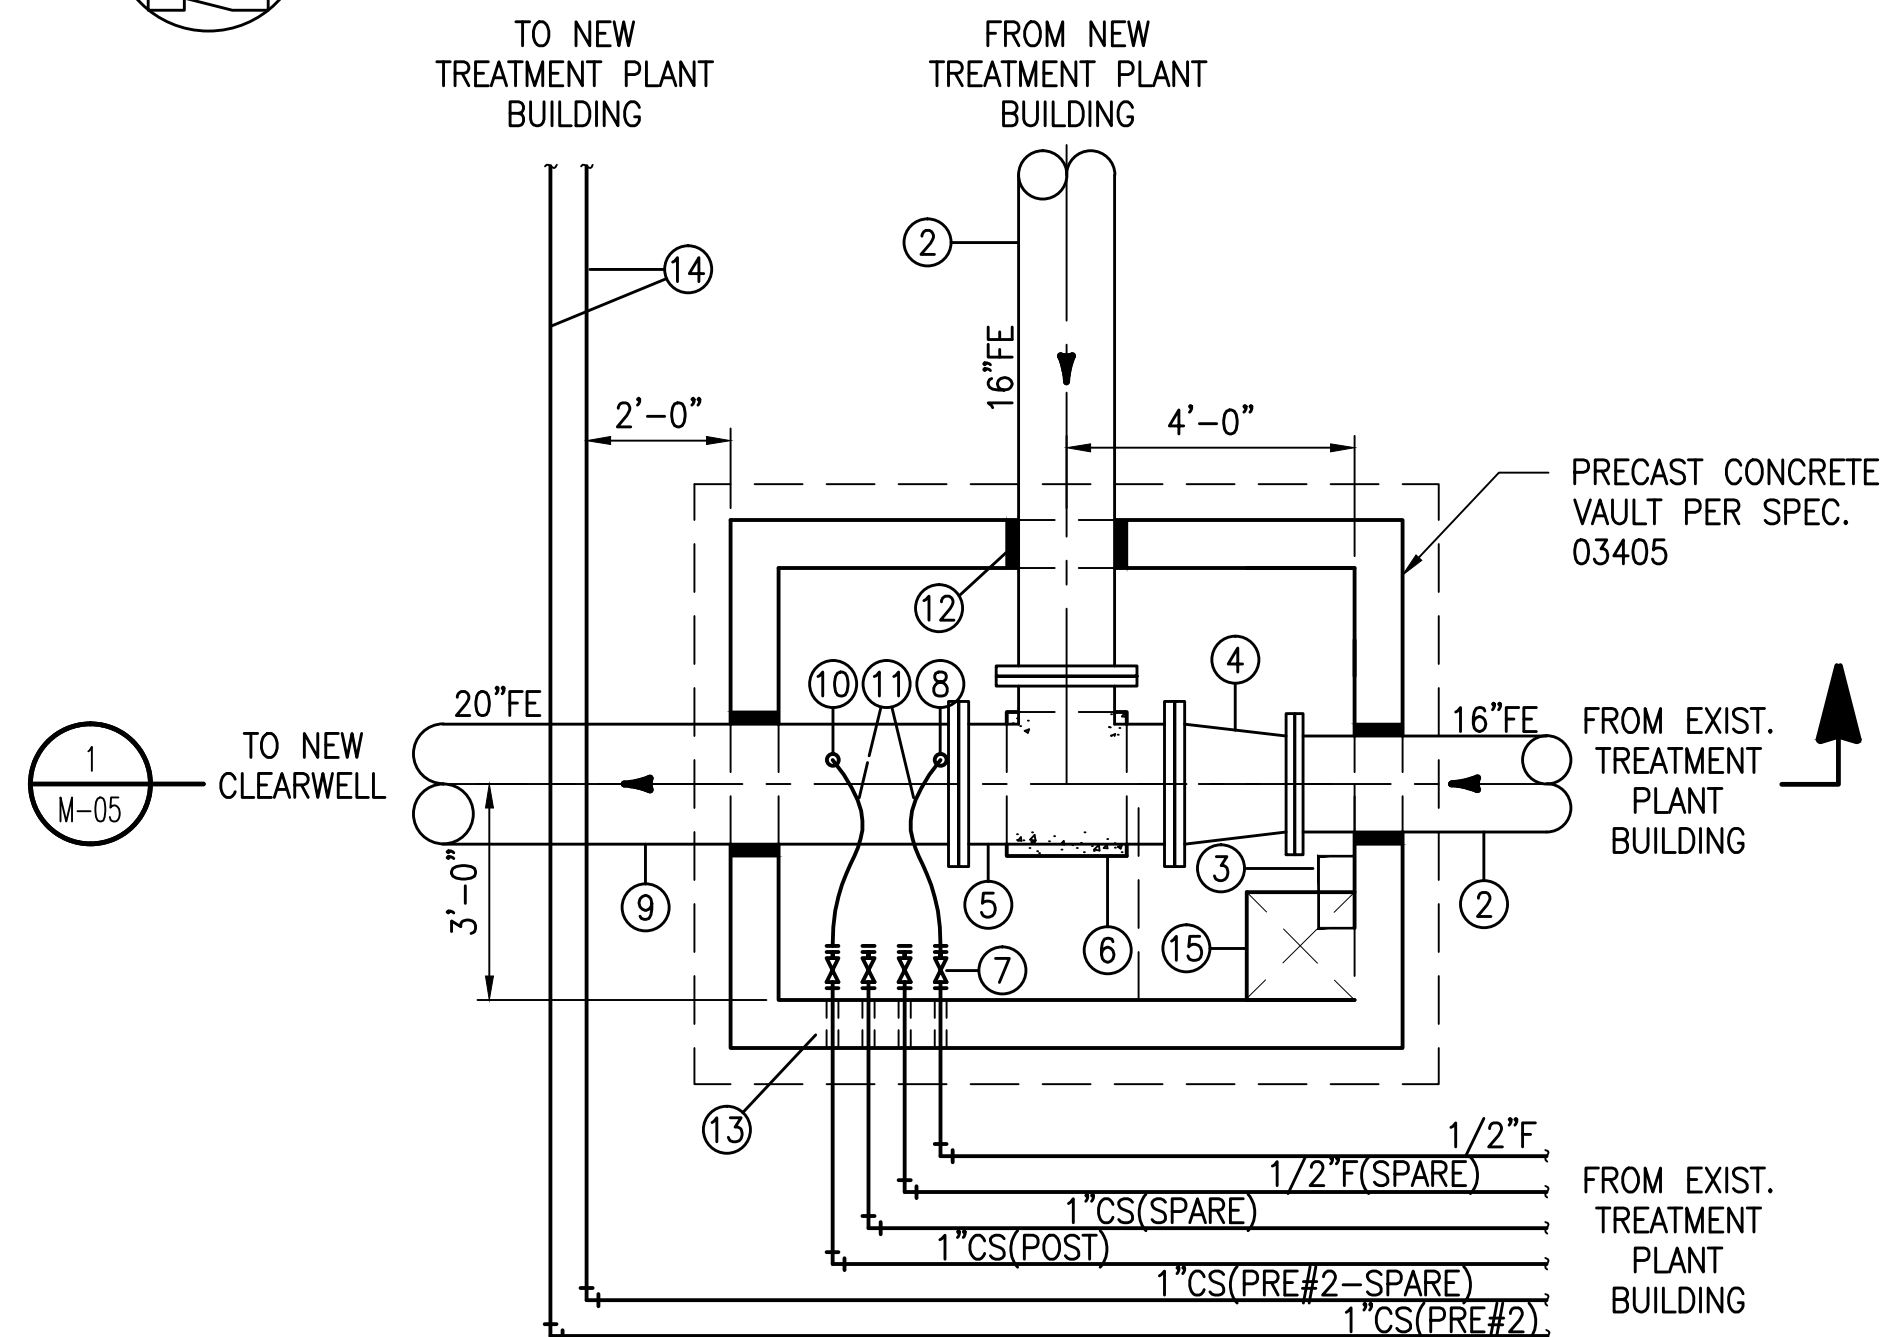 TO NEW
TREATMENT PLANT
BUILDING
FROM NEW
TREATMENT PLANT
BUILDING
2
14
16"FE
2'-0"
4'-0"
PRECAST CONCRETE
VAULT PER SPEC.
03405
12
4
10
11
8
20"FE
16"FE
1
M-05
TO NEW
CLEARWELL
FROM EXIST.
TREATMENT
PLANT
BUILDING
3'-0"
9
5
3
2
6
15
7
13
1/2"F
1/2"F(SPARE)
1"CS(SPARE)
1"CS(POST)
1"CS(PRE#2-SPARE)
1"CS(PRE#2)
FROM EXIST.
TREATMENT
PLANT
BUILDING